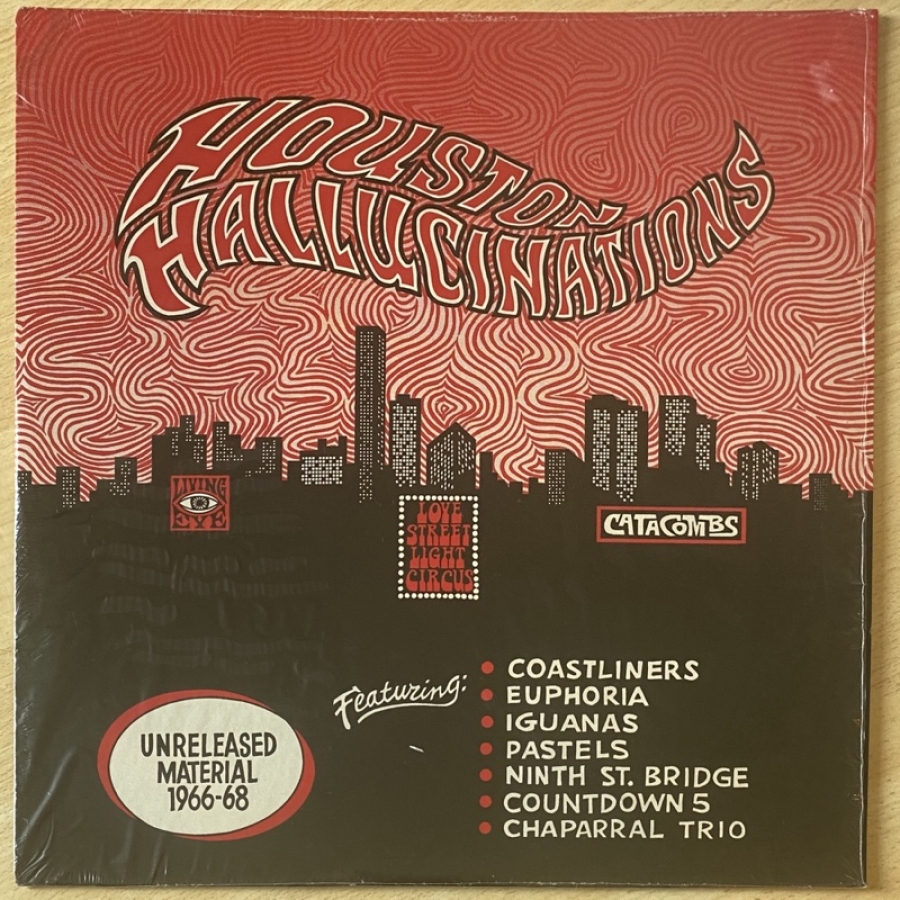 HOUSTON
HALLUCINATIONS
LIVING
EYE
LOVE
STREET
LIGHT
CIRCUS
CATACOMBS
Featuring:
• COASTLINERS
• EUPHORIA
• IGUANAS
• PASTELS
• NINTH ST. BRIDGE
• COUNTDOWN 5
• CHAPARRAL TRIO
UNRELEASED
MATERIAL
1966-68